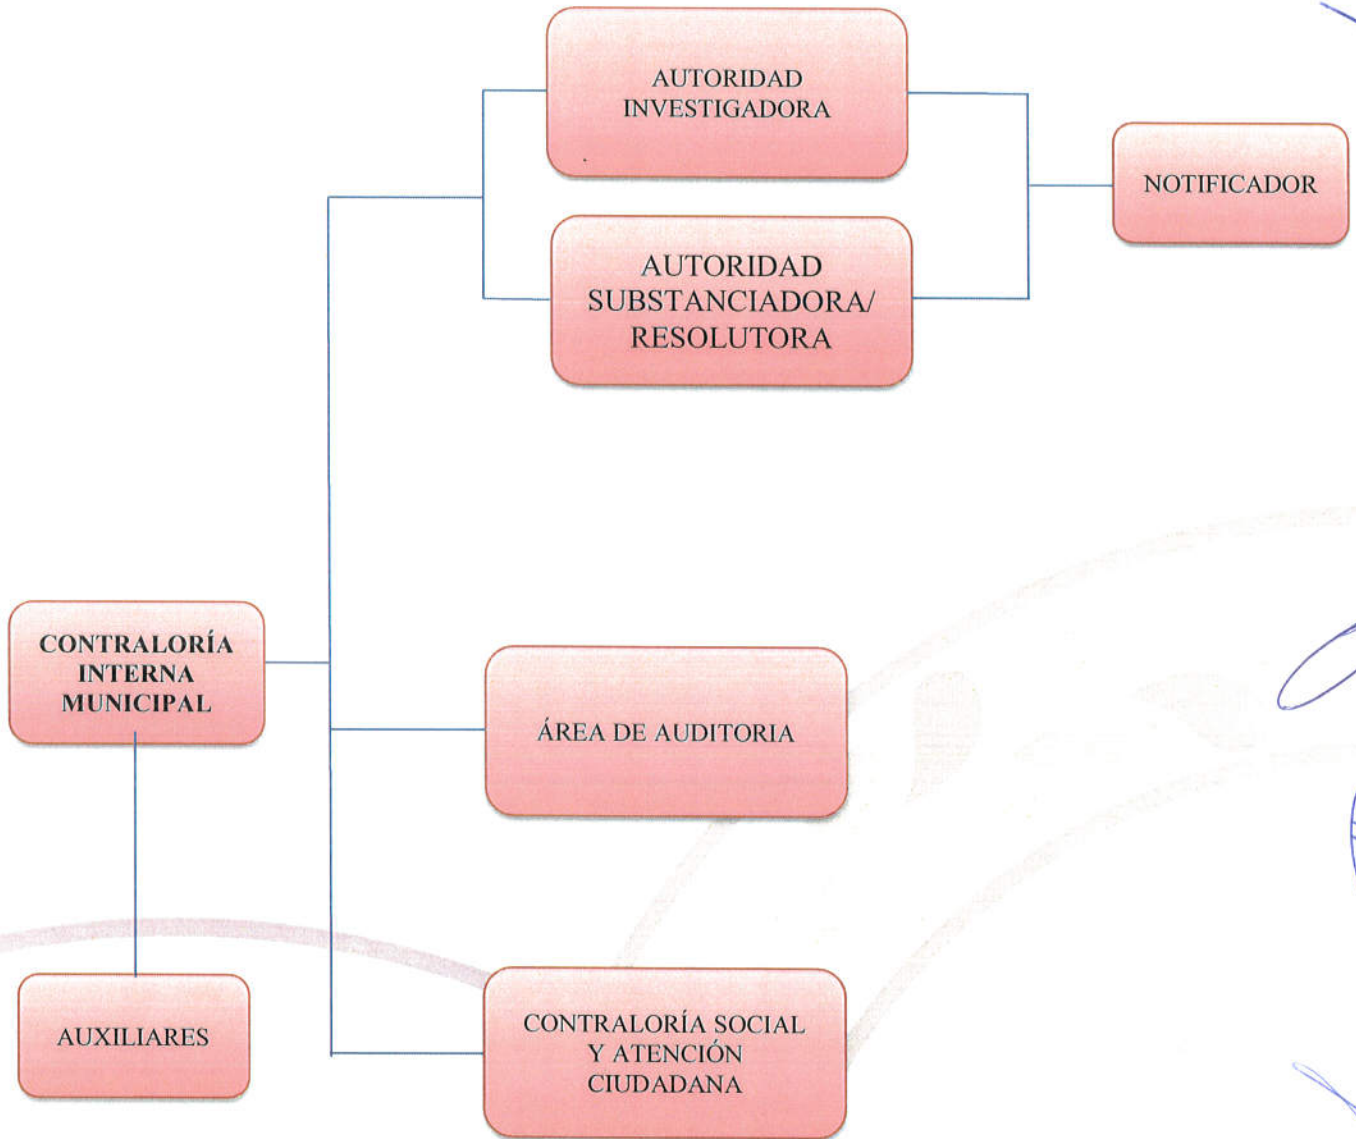 AUTORIDAD
INVESTIGADORA
NOTIFICADOR
AUTORIDAD
SUBSTANCIADORA/
RESOLUTORA
CONTRALORÍA
INTERNA
MUNICIPAL
ÁREA DE AUDITORIA
AUXILIARES
CONTRALORÍA SOCIAL
Y ATENCIÓN
CIUDADANA